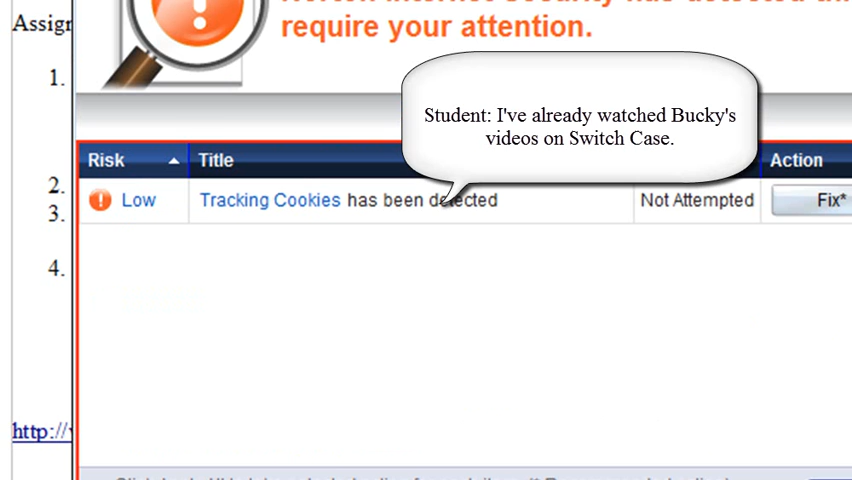 Assign
require your attention.
1.
Student: I've already watched Bucky's
videos on Switch Case.
Risk Title Action
2. Low Tracking Cookies has been detected Not Attempted Fix*
3.
4.
http://